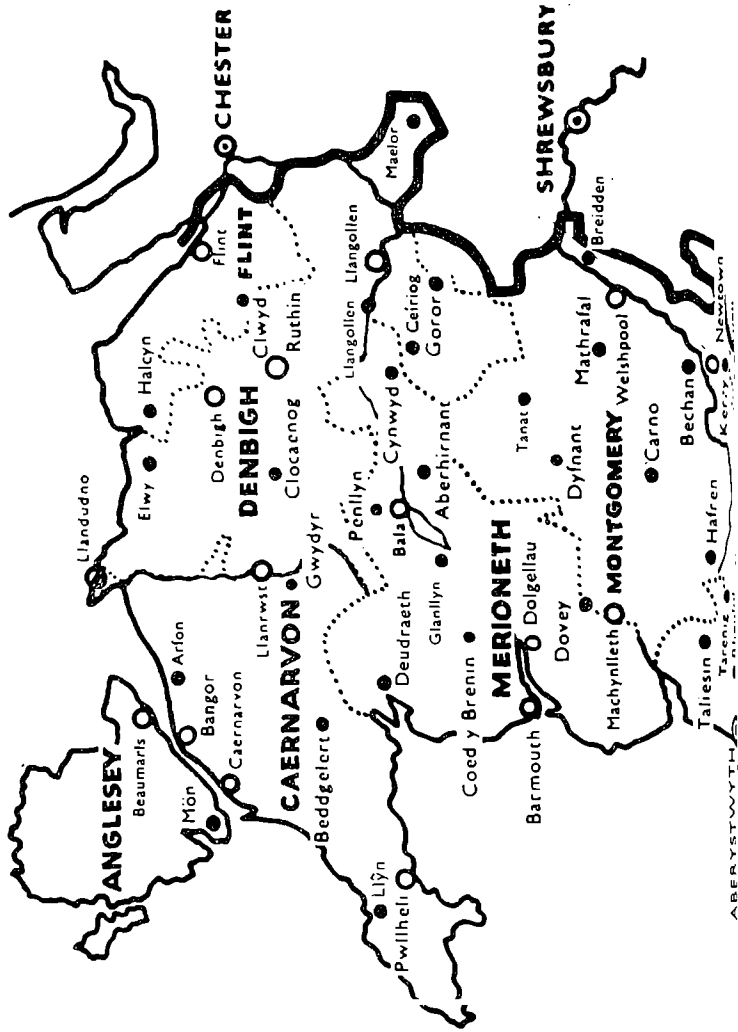 ANGLESEY
Beaumaris
Môn
Bangor
Caernarvon
Arlon
Llandudno
Elwy
Halcyn
Flint
FLINT
CHESTER
Denbigh
DENBIGH
Clwyd
Ruthin
Clocaenog
Llanrwst
Gwydyr
CAERNARVON
Beddgelert
Llŷn
Pwllheli
Deudraeth
Penllyn
Bala
Cynwyd
Llangollen
Llangollen
Maelor
Ceiriog
Goror
Aberhirnant
Glanllyn
Coed y Brenin
MERIONETH
Dolgellau
Barmouth
Dovey
Tanat
Dyfnant
Mathrafal
Welshpool
Breidden
SHREWSBURY
MONTGOMERY
Machynlleth
Carno
Bechan
Newtown
Kerry
Hafren
Tarenig
Taliesin
ABERYSTWYTH